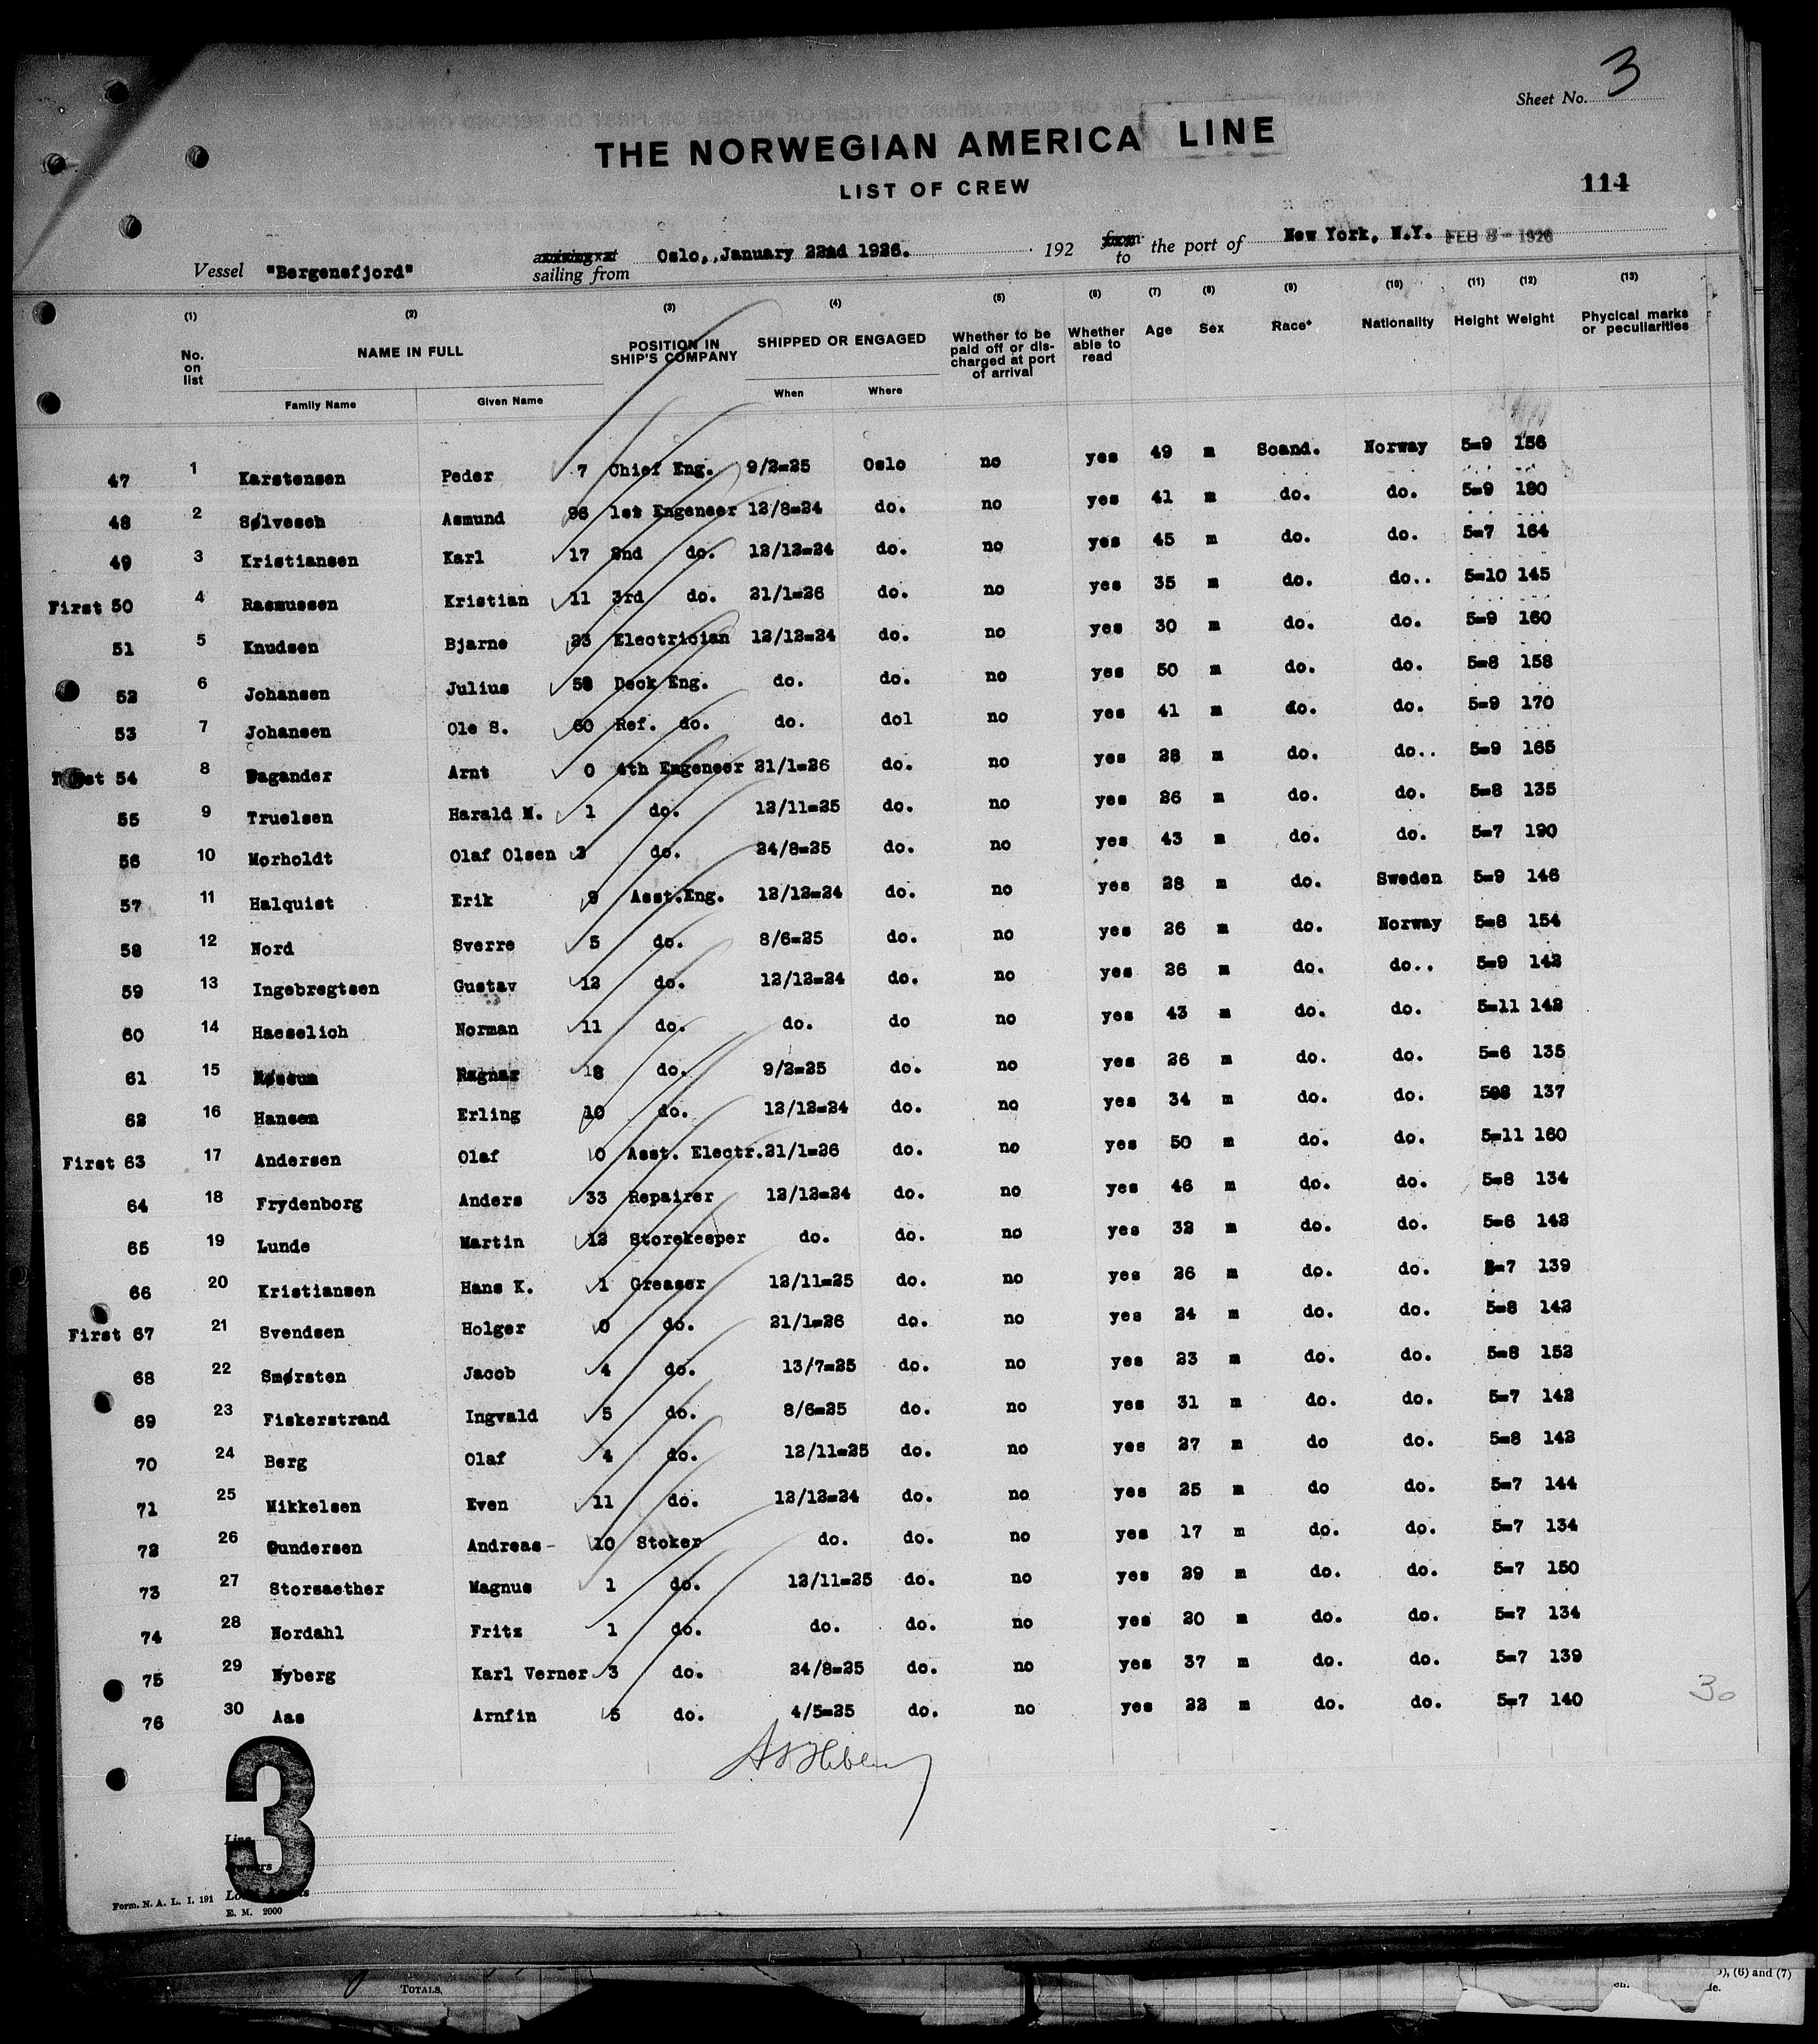 Sheet No. 3
THE NORWEGIAN AMERICA LINE
LIST OF CREW
114
Vessel "Bergensfjord" sailing from Oslo, January 22nd 1926. 192 from to the port of New York, N.Y. FEB 3 - 1926
(1) (2) (3) (4) (5) (6) (7) (8) (9) (10) (11) (12) (13)
No. on list NAME IN FULL POSITION IN SHIP'S COMPANY SHIPPED OR ENGAGED Whether to be paid off or discharged at port of arrival Whether able to read Age Sex Race* Nationality Height Weight Phycical marks or peculiarities
Family Name Given Name When Where
47 1 Karstensen Peder 7 Chief Eng. 9/2=25 Oslo no yes 49 m Scand. Norway 5=9 156
48 2 Sølvesen Asmund 96 1st Engeneer 12/8=24 do. no yes 41 m do. do. 5=9 180
49 3 Kristiansen Karl 17 2nd do. 12/12=24 do. no yes 45 m do. do. 5=7 164
First 50 4 Rasmussen Kristian 11 3rd do. 21/1=26 do. no yes 35 m do. do.. 5=10 145
51 5 Knudsen Bjarne 23 Electrician 12/12=24 do. no yes 30 m do. do. 5=9 160
52 6 Johansen Julius 58 Deck Eng. do. do. no yes 50 m do. do. 5=8 158
53 7 Johansen Ole S. 60 Ref. do. do. dol no yes 41 m do. do. 5=9 170
First 54 8 Dagander Arnt 0 4th Engeneer 21/1=26 do. no yes 28 m do. do.. 5=9 165
55 9 Truelsen Harald M. 1 do. 12/11=25 do. no yes 26 m do. do. 5=8 135
56 10 Morholdt Olaf Olsen 3 do. 24/8=25 do. no yes 43 m do. do. 5=7 190
57 11 Halquist Erik 9 Asst.Eng. 12/12=24 do. no yes 28 m do. Sweden 5=9 146
58 12 Nord Sverre 5 do. 8/6=25 do. no yes 26 m do. Norway 5=8 154
59 13 Ingebregtsen Gustav 12 do. 12/12=24 do. no yes 26 m do. do.. 5=9 142
60 14 Haeselich Norman 11 do. do. do no yes 43 m do. do. 5=11 142
61 15 Møssum Ragnar 18 do. 9/2=25 do. no yes 26 m do. do. 5=6 135
62 16 Hansen Erling 10 do. 12/12=24 do. no yes 34 m do. do. 598 137
First 63 17 Andersen Olaf 0 Asst. Electr. 21/1=26 do. no yes 50 m do. do. 5=11 160
64 18 Frydenborg Anders 33 Repairer 12/12=24 do. no yes 46 m do. do. 5=8 134
65 19 Lunde Martin 12 Storekeeper do. do. no yes 32 m do. do. 5=6 142
66 20 Kristiansen Hans K. 1 Greaser 12/11=25 do. no yes 26 m do. do. 5=7 139
First 67 21 Svendsen Holger 0 do. 21/1=26 do. no yes 24 m do. do. 5=8 142
68 22 Smørsten Jacob 4 do. 13/7=25 do. no yes 23 m do. do. 5=8 152
69 23 Fiskerstrand Ingvald 5 do. 8/6=25 do. no yes 31 m do. do. 5=7 142
70 24 Berg Olaf 4 do. 12/11=25 do. no yes 27 m do do. 5=8 142
71 25 Mikkelsen Even 11 do. 12/12=24 do. no yes 25 m do do. 5=7 144
72 26 Gundersen Andreas- 10 Stoker do. do. no yes 17 m do. do. 5=7 134
73 27 Storsaether Magnus 1 do. 12/11=25 do. no yes 29 m do. do. 5=7 150
74 28 Nordahl Fritz 1 do. do. do. no yes 20 m do. do. 5=7 134
75 29 Nyberg Karl Verner 3 do. 24/8=25 do. no yes 37 m do. do. 5=7 139
76 30 Aas Arnfin 5 do. 4/5=25 do. no yes 22 m do. do. 5=7 140
30
3
Line
Owners
Local Agents
Form. N. A. L. I. 191
E. M. 2000
TOTALS.
(6) and (7)